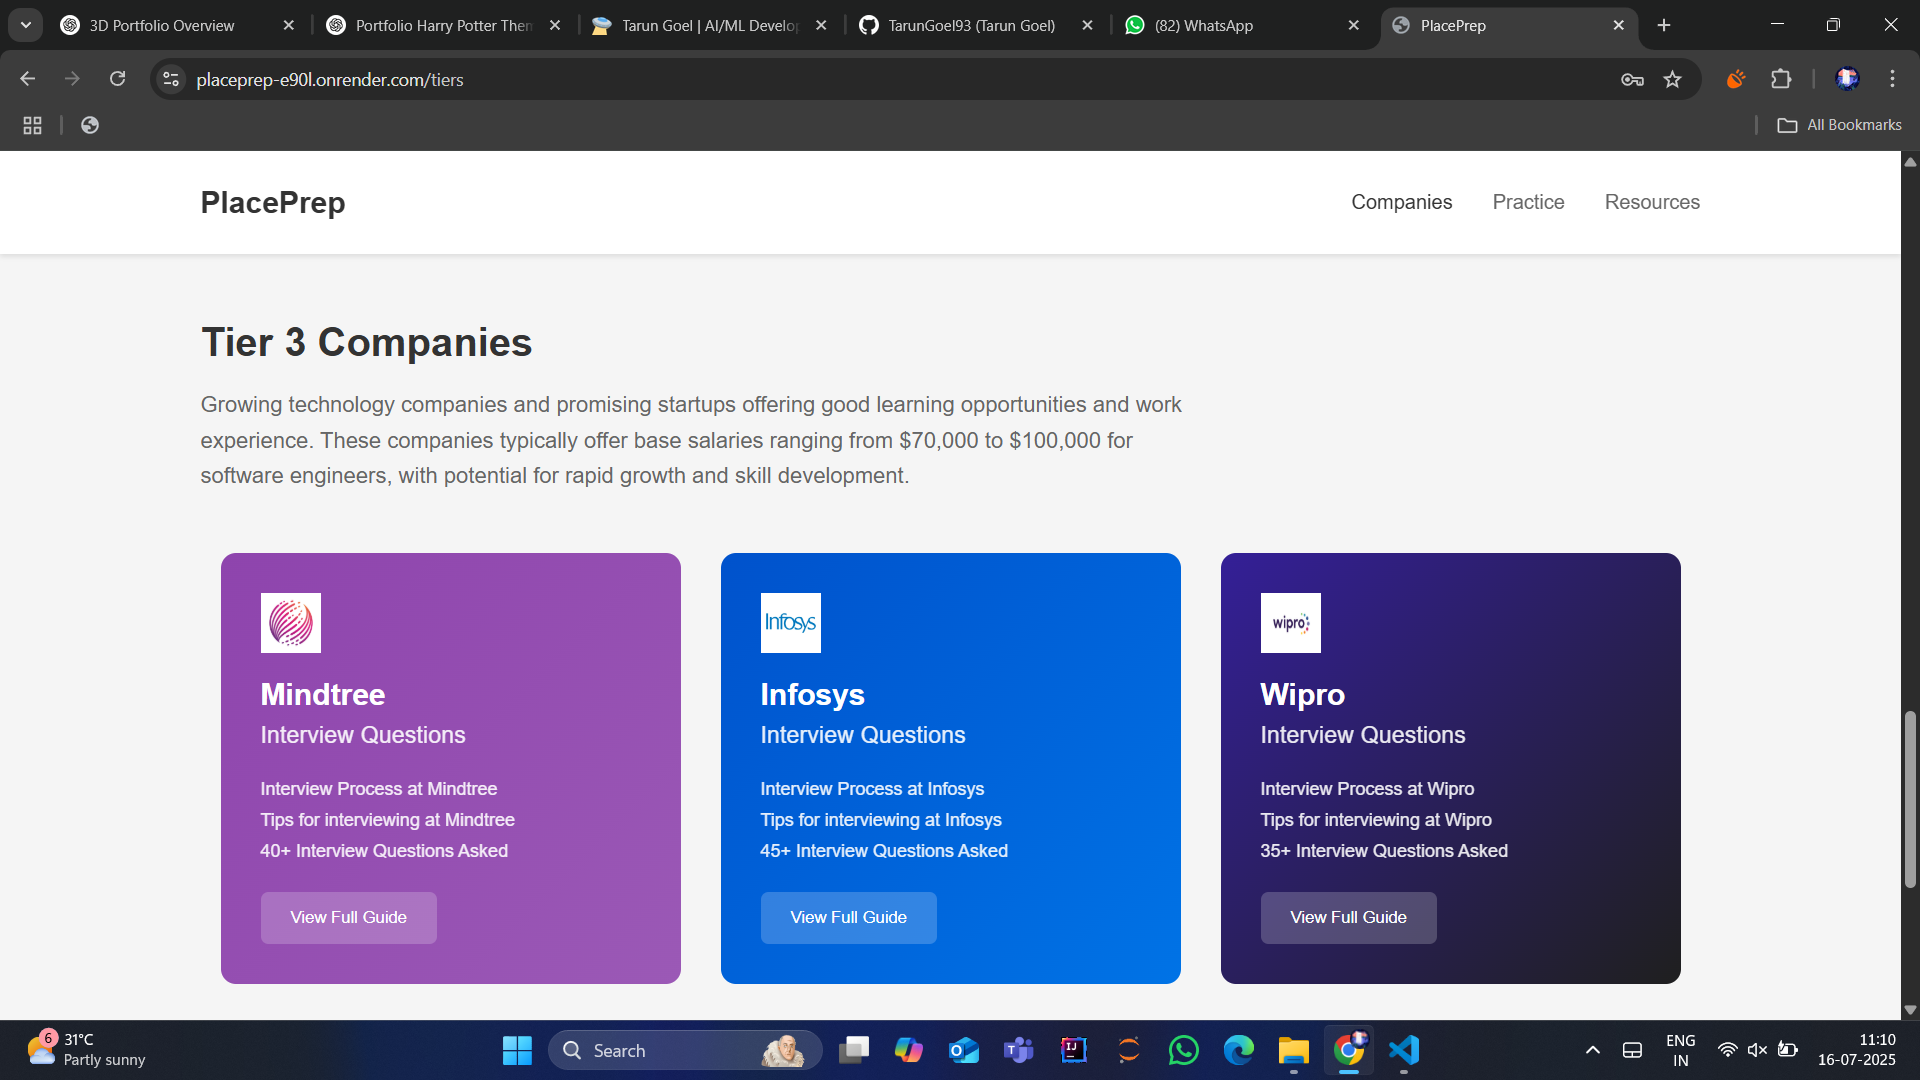 3D Portfolio Overview
Portfolio Harry Potter Then
Tarun Goel | AI/ML Develo
TarunGoel93 (Tarun Goel)
(82) WhatsApp
PlacePrep
placeprep-e90l.onrender.com/tiers
All Bookmarks
PlacePrep
Companies
Practice
Resources
Tier 3 Companies
Growing technology companies and promising startups offering good learning opportunities and work
experience. These companies typically offer base salaries ranging from $70,000 to $100,000 for
software engineers, with potential for rapid growth and skill development.
Mindtree
Interview Questions
Interview Process at Mindtree
Tips for interviewing at Mindtree
40+ Interview Questions Asked
View Full Guide
Infosys
Infosys
Interview Questions
Interview Process at Infosys
Tips for interviewing at Infosys
45+ Interview Questions Asked
View Full Guide
wipro
Wipro
Interview Questions
Interview Process at Wipro
Tips for interviewing at Wipro
35+ Interview Questions Asked
View Full Guide
6
31°C
Partly sunny
Search
ENG
IN
11:10
16-07-2025